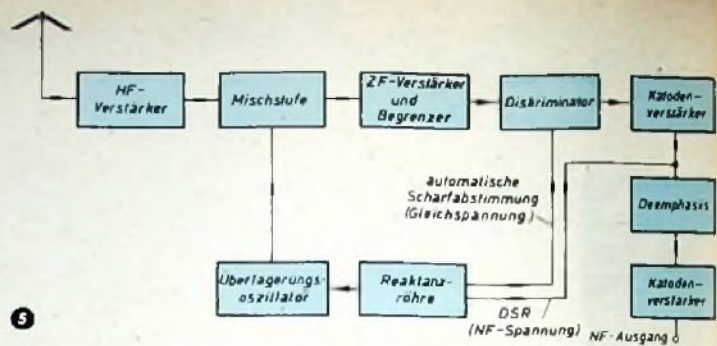 HF-
Verstärker
Mischstufe
ZF-Verstärker
und
Begrenzer
Diskriminator
Katoden-
verstärker
automatische
Scharfabstimmung
(Gleichspannung)
Deemphasis
Überlagerungs-
oszillator
Reaktanz-
röhre
Katoden-
verstärker
DSR
(NF-Spannung)
NF-Ausgang
5